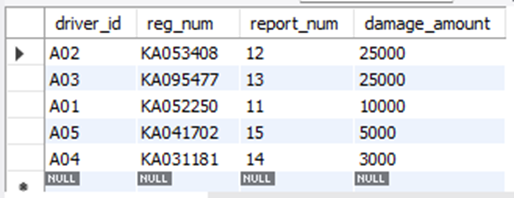 driver_id reg_num report_num damage_amount
A02 KA053408 12 25000
A03 KA095477 13 25000
A01 KA052250 11 10000
A05 KA041702 15 5000
A04 KA031181 14 3000
NULL NULL NULL NULL